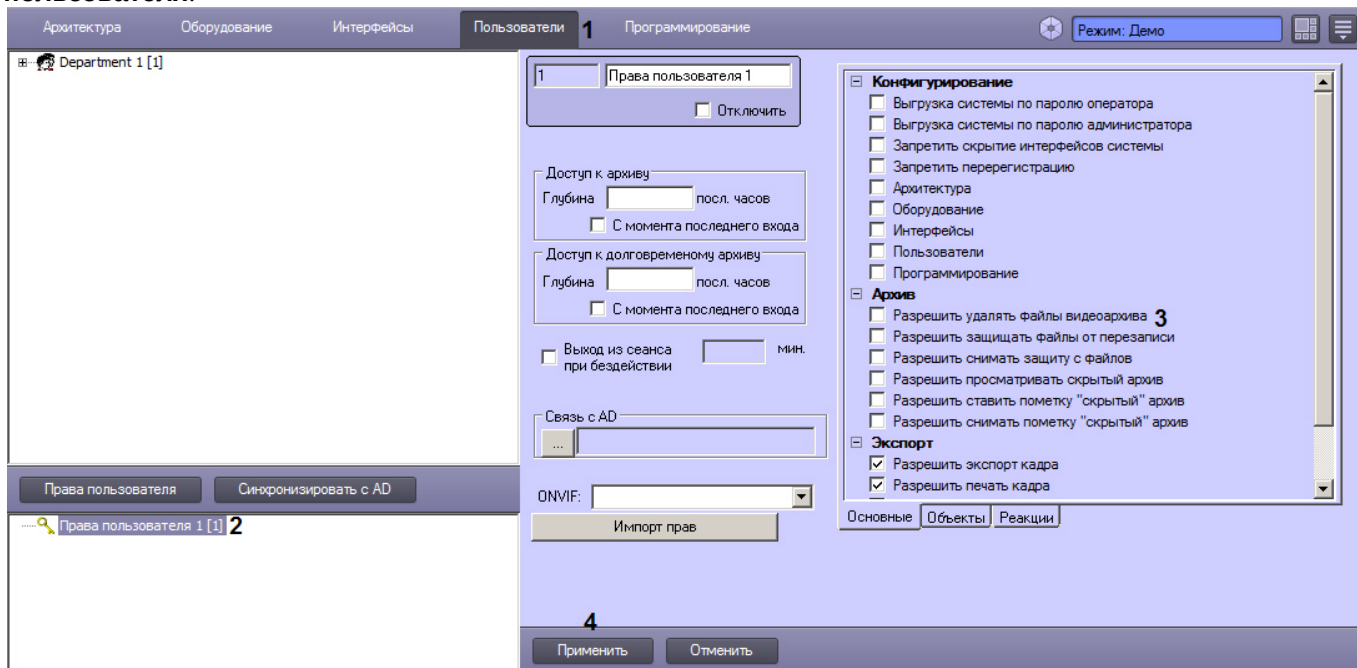 пользователи.
Архитектура Оборудование Интерфейсы Пользователи 1 Программирование Режим: Демо
Department 1 [1]
1 Права пользователя 1
Отключить
Доступ к архиву
Глубина посл. часов
С момента последнего входа
Доступ к долговременому архиву
Глубина посл. часов
С момента последнего входа
Выход из сеанса мин.
при бездействии
Связь с AD
...
ONVIF:
Импорт прав
Конфигурирование
Выгрузка системы по паролю оператора
Выгрузка системы по паролю администратора
Запретить скрытие интерфейсов системы
Запретить перерегистрацию
Архитектура
Оборудование
Интерфейсы
Пользователи
Программирование
Архив
Разрешить удалять файлы видеоархива 3
Разрешить защищать файлы от перезаписи
Разрешить снимать защиту с файлов
Разрешить просматривать скрытый архив
Разрешить ставить пометку "скрытый" архив
Разрешить снимать пометку "скрытый" архив
Экспорт
Разрешить экспорт кадра
Разрешить печать кадра
Основные Объекты Реакции
Права пользователя Синхронизировать с AD
Права пользователя 1 [1] 2
4
Применить Отменить